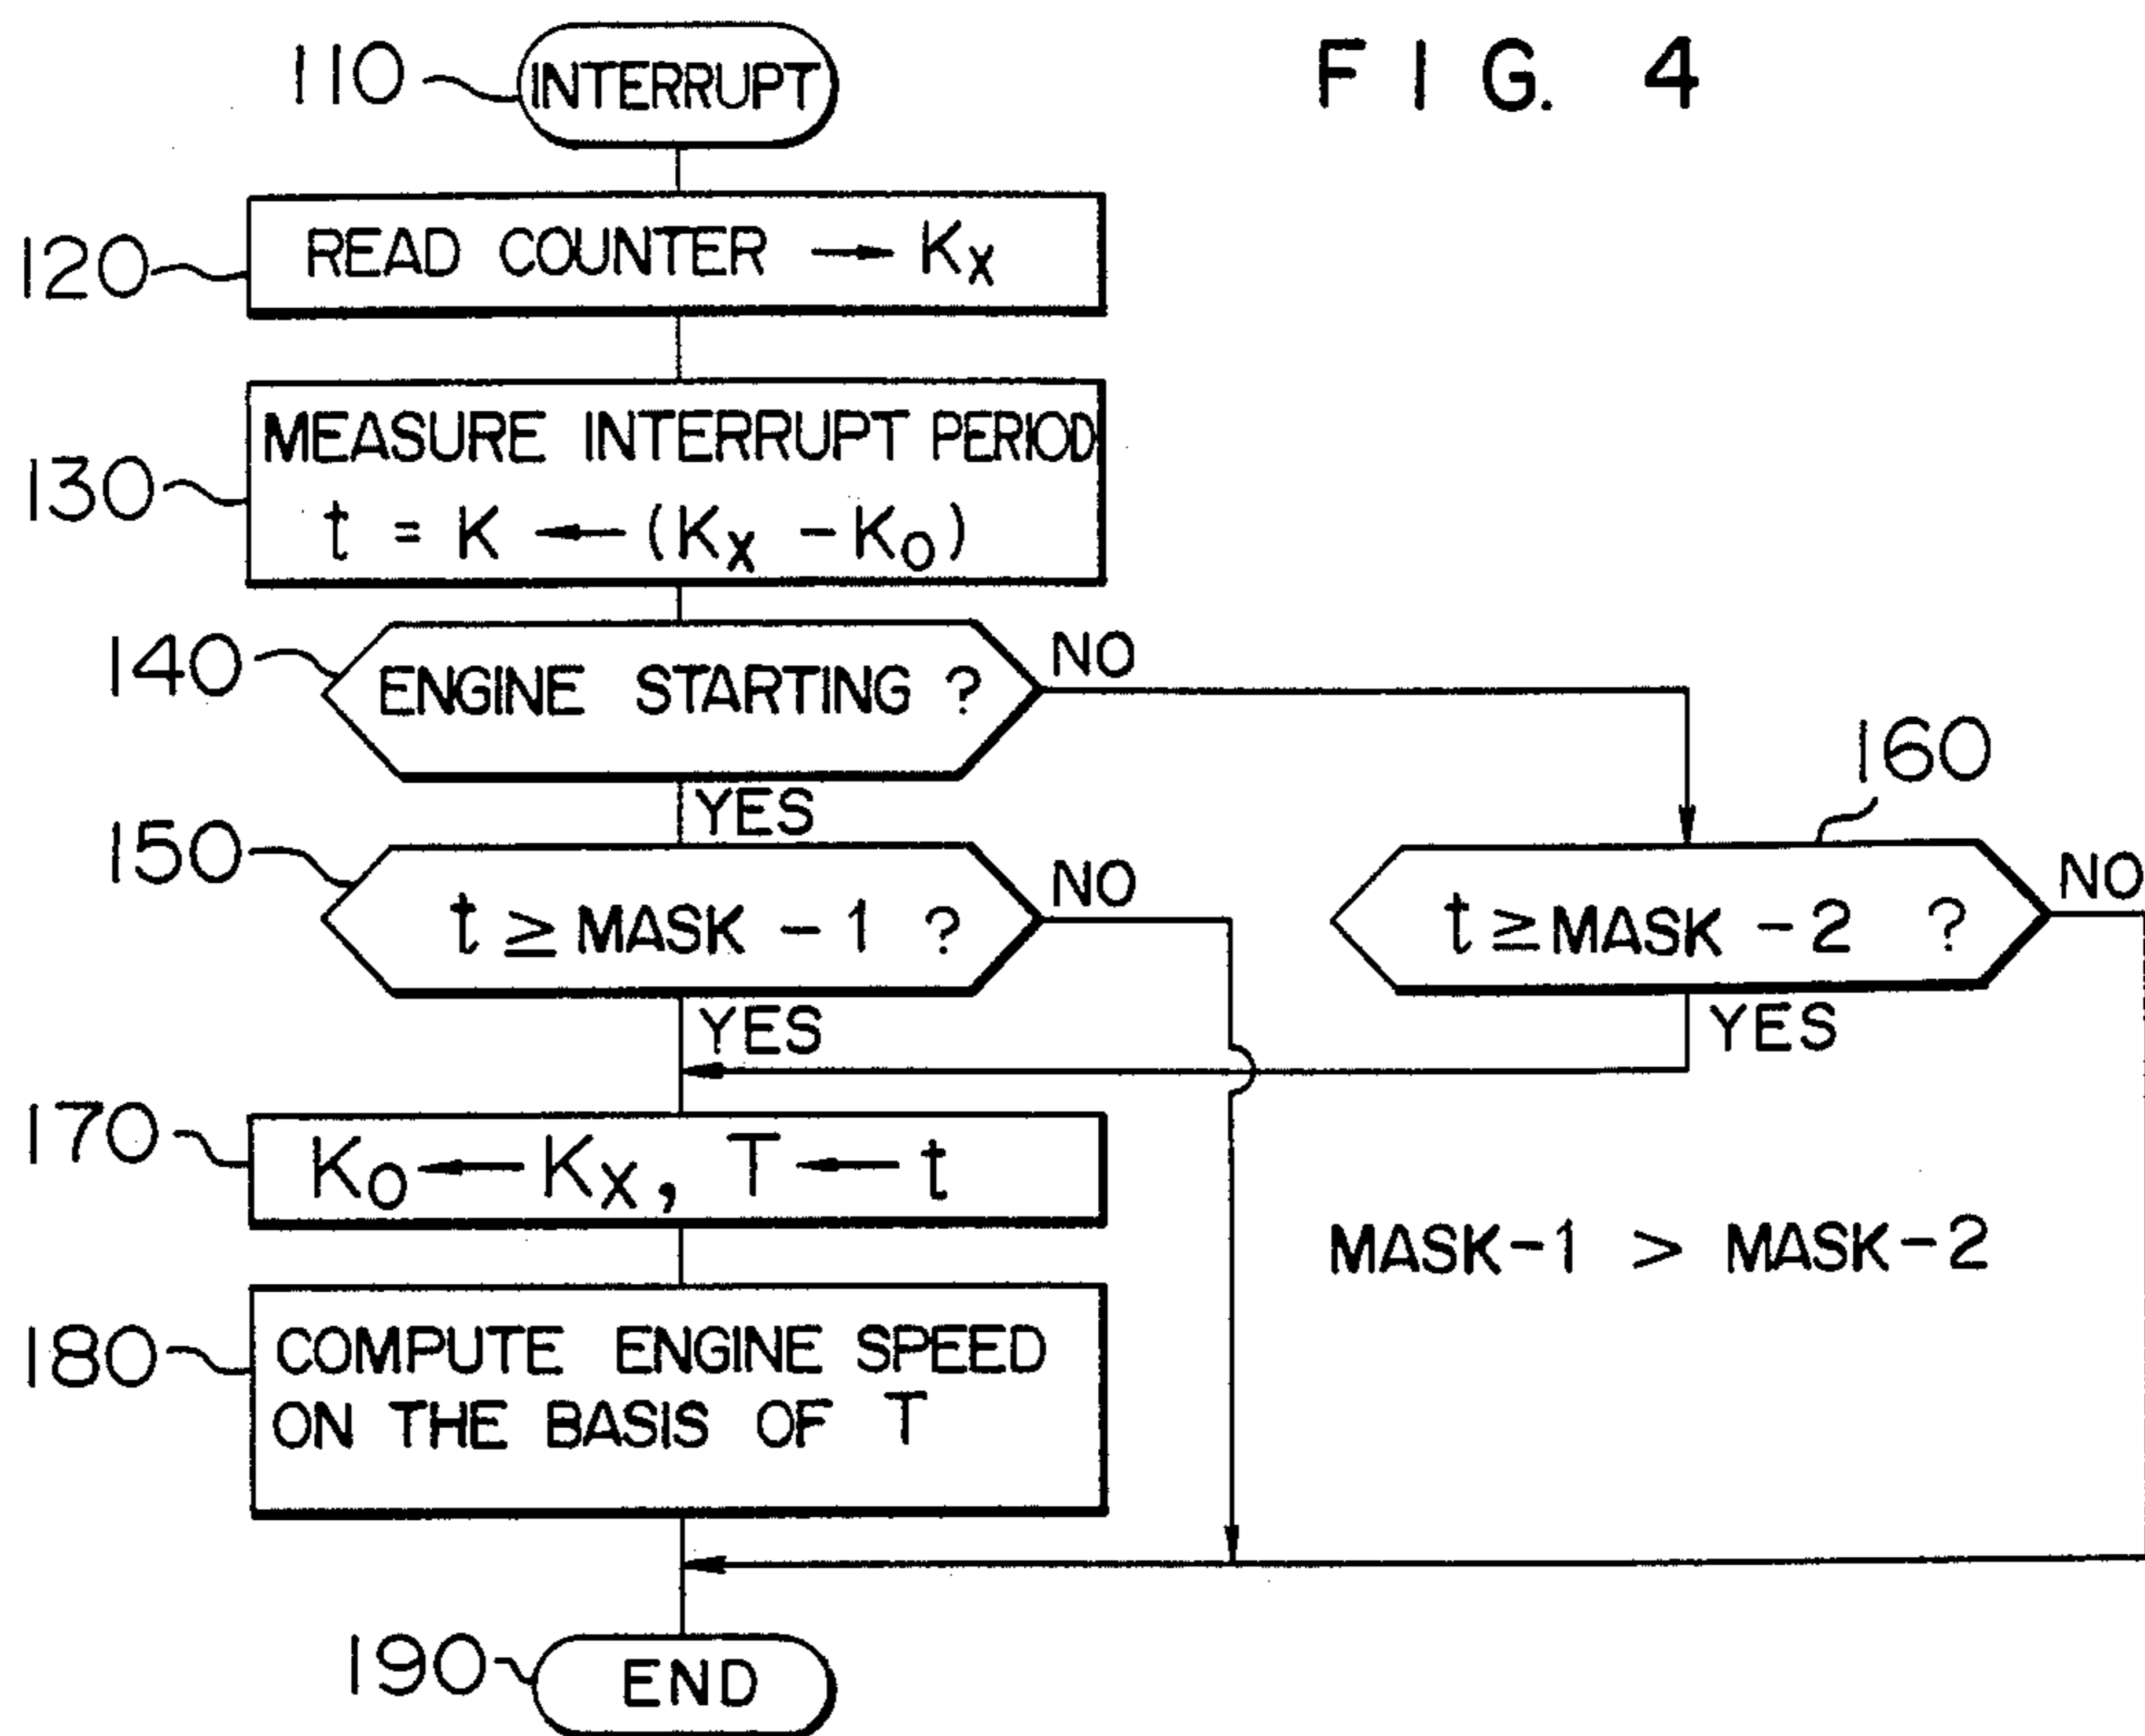 FIG. 4
110
INTERRUPT
120
READ COUNTER → Kx
130
MEASURE INTERRUPT PERIOD
t = K ← (Kx - Ko)
140
ENGINE STARTING ?
NO
YES
150
t ≥ MASK - 1 ?
NO
YES
160
t ≥ MASK - 2 ?
NO
YES
170
Ko ← Kx, T ← t
MASK-1 > MASK-2
180
COMPUTE ENGINE SPEED
ON THE BASIS OF T
190
END